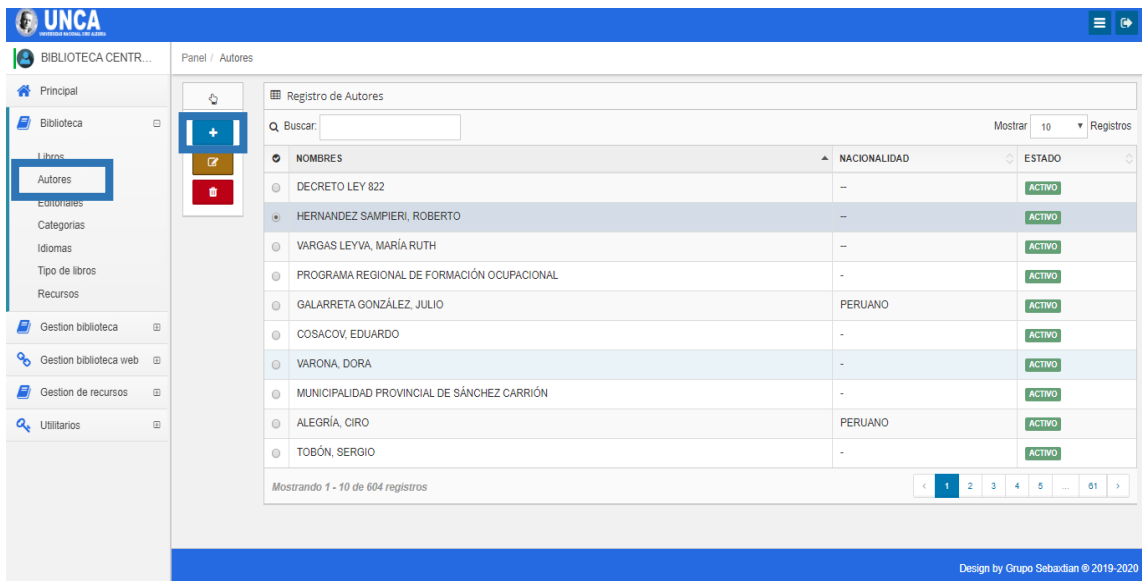 UNCA
UNIVERSIDAD NACIONAL CIRO ALEGRÍA
BIBLIOTECA CENTR...
Panel / Autores
Principal
Biblioteca
Libros
Autores
Editoriales
Categorias
Idiomas
Tipo de libros
Recursos
Gestion biblioteca
Gestion biblioteca web
Gestion de recursos
Utilitarios
Registro de Autores
Buscar:
Mostrar 10 Registros
NOMBRES NACIONALIDAD ESTADO
DECRETO LEY 822 -- ACTIVO
HERNANDEZ SAMPIERI, ROBERTO -- ACTIVO
VARGAS LEYVA, MARÍA RUTH -- ACTIVO
PROGRAMA REGIONAL DE FORMACIÓN OCUPACIONAL - ACTIVO
GALARRETA GONZÁLEZ, JULIO PERUANO ACTIVO
COSACOV, EDUARDO - ACTIVO
VARONA, DORA - ACTIVO
MUNICIPALIDAD PROVINCIAL DE SÁNCHEZ CARRIÓN - ACTIVO
ALEGRÍA, CIRO PERUANO ACTIVO
TOBÓN, SERGIO - ACTIVO
Mostrando 1 - 10 de 604 registros
< 1 2 3 4 5 ... 61 >
Design by Grupo Sebaxtian ® 2019-2020